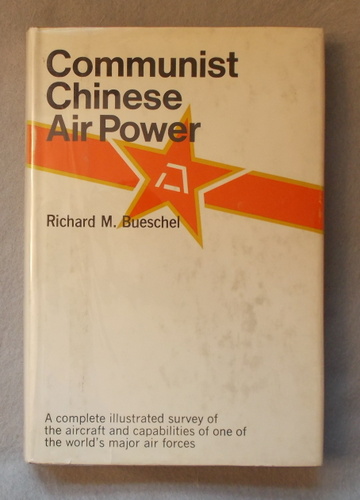 Communist
Chinese
Air Power
Richard M. Bueschel
A complete illustrated survey of
the aircraft and capabilities of one of
the world's major air forces